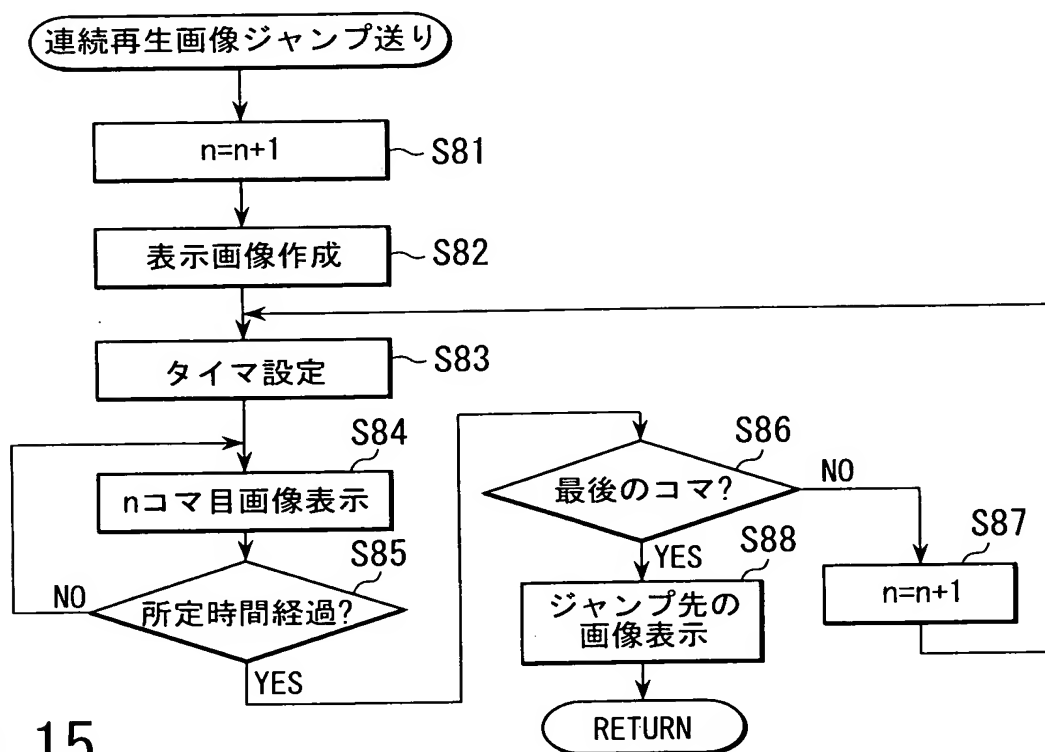 連続再生画像ジャンプ送り
n=n+1
S81
表示画像作成
S82
タイマ設定
S83
S84
nコマ目画像表示
S85
所定時間経過?
NO
YES
S86
最後のコマ?
NO
YES
S87
n=n+1
S88
ジャンプ先の
画像表示
RETURN
15